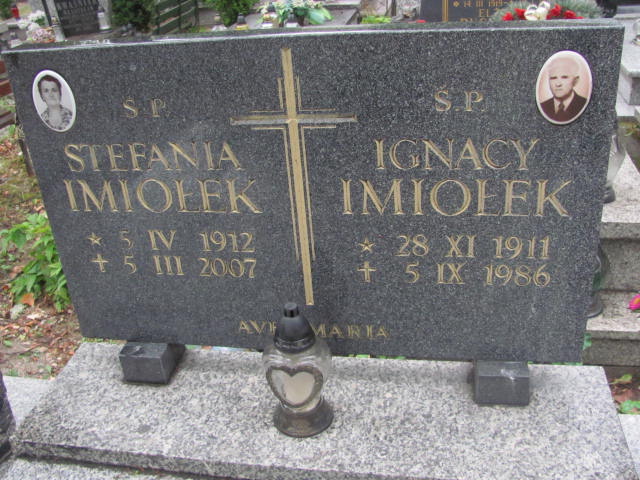 Ś.P.
STEFANIA
IMIOŁEK
☆ 5 IV 1912
✝ 5 III 2007
Ś.P.
IGNACY
IMIOŁEK
☆ 28 XI 1911
✝ 5 IX 1986
AVE MARIA